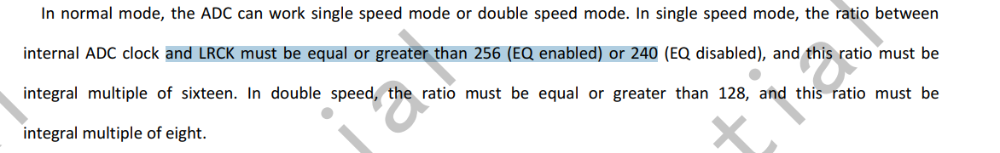 In normal mode, the ADC can work single speed mode or double speed mode. In single speed mode, the ratio between
internal ADC clock and LRCK must be equal or greater than 256 (EQ enabled) or 240 (EQ disabled), and this ratio must be
integral multiple of sixteen. In double speed, the ratio must be equal or greater than 128, and this ratio must be
integral multiple of eight.